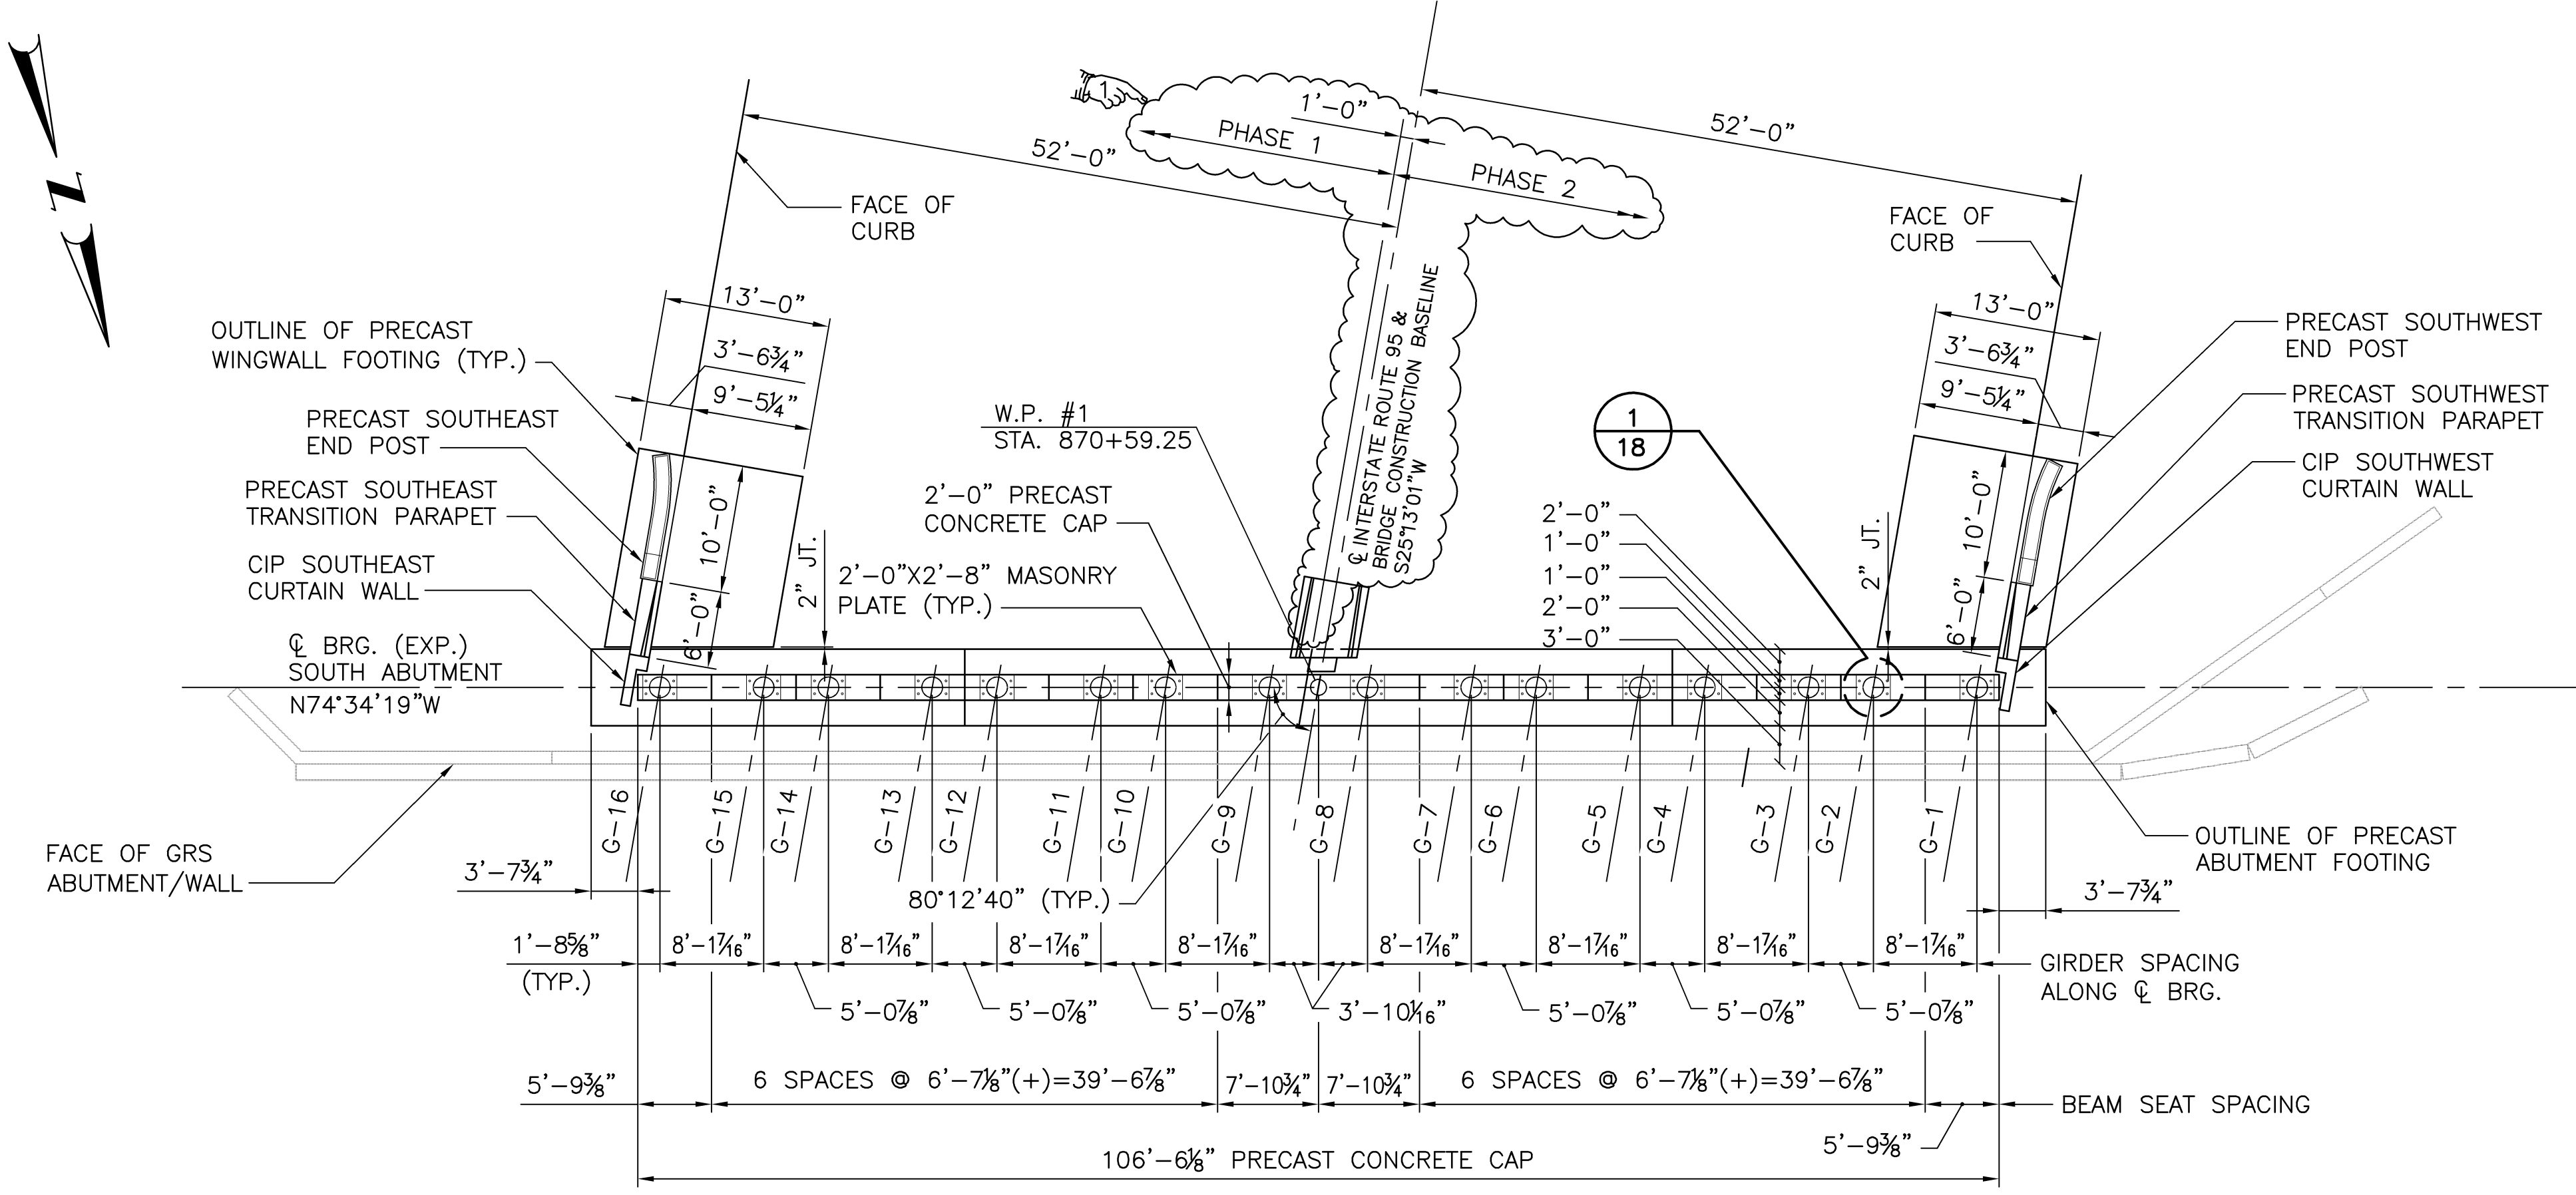 1
1'-0"
PHASE 1
PHASE 2
52'-0"
52'-0"
FACE OF
CURB
FACE OF
CURB
Z
13'-0"
3'-6¾"
9'-5¼"
10'-0"
6'-0"
2" JT.
OUTLINE OF PRECAST
WINGWALL FOOTING (TYP.)
PRECAST SOUTHEAST
END POST
PRECAST SOUTHEAST
TRANSITION PARAPET
CIP SOUTHEAST
CURTAIN WALL
℄ BRG. (EXP.)
SOUTH ABUTMENT
N74°34'19"W
W.P. #1
STA. 870+59.25
2'-0" PRECAST
CONCRETE CAP
2'-0"X2'-8" MASONRY
PLATE (TYP.)
℄ INTERSTATE ROUTE 95 &
BRIDGE CONSTRUCTION BASELINE
S25°13'01"W
1
18
2'-0"
1'-0"
1'-0"
2'-0"
3'-0"
2" JT.
13'-0"
3'-6¾"
9'-5¼"
10'-0"
6'-0"
PRECAST SOUTHWEST
END POST
PRECAST SOUTHWEST
TRANSITION PARAPET
CIP SOUTHWEST
CURTAIN WALL
FACE OF GRS
ABUTMENT/WALL
G-16
G-15
G-14
G-13
G-12
G-11
G-10
G-9
G-8
G-7
G-6
G-5
G-4
G-3
G-2
G-1
OUTLINE OF PRECAST
ABUTMENT FOOTING
3'-7¾"
80°12'40" (TYP.)
3'-7¾"
1'-8⅝"
(TYP.)
8'-1⁷⁄₁₆"
8'-1⁷⁄₁₆"
8'-1⁷⁄₁₆"
8'-1⁷⁄₁₆"
8'-1⁷⁄₁₆"
8'-1⁷⁄₁₆"
8'-1⁷⁄₁₆"
8'-1⁷⁄₁₆"
GIRDER SPACING
ALONG ℄ BRG.
5'-0⅞"
5'-0⅞"
5'-0⅞"
3'-10¹⁄₁₆"
5'-0⅞"
5'-0⅞"
5'-0⅞"
5'-9⅜"
6 SPACES @ 6'-7⅛"(+)=39'-6⅞"
7'-10¾"
7'-10¾"
6 SPACES @ 6'-7⅛"(+)=39'-6⅞"
5'-9⅜"
BEAM SEAT SPACING
106'-6⅛" PRECAST CONCRETE CAP